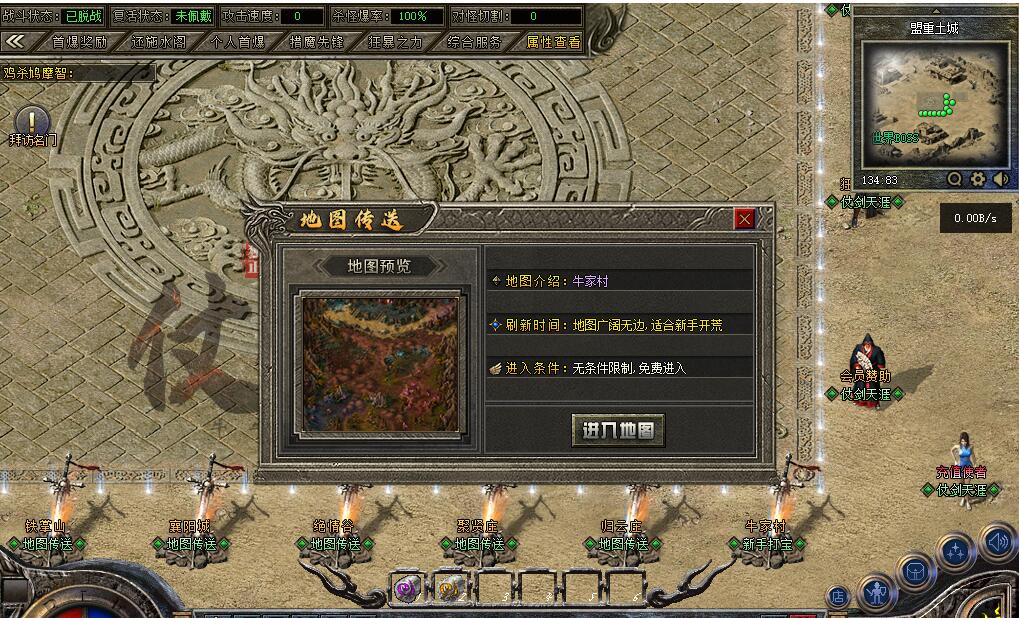 战斗状态: 已脱战 复活状态: 未佩戴 攻击速度: 0 杀怪爆率: 100% 对怪切割: 0
首爆奖励 还施水阁 个人首爆 猎魔先锋 狂暴之力 综合服务 属性查看
鸡杀鸠摩智:
拜访名门
盟重土城
世界BOSS
134:83
0.00B/s
狂
仗剑天涯
地图传送
地图预览
地图介绍: 牛家村
刷新时间: 地图广阔无边,适合新手开荒
进入条件: 无条件限制,免费进入
进入地图
仗
会员赞助
仗剑天涯
充值使者
仗剑天涯
铁掌山 襄阳城 绝情谷 聚贤庄 归云庄 牛家村
地图传送 地图传送 地图传送 地图传送 地图传送 新手打宝
店